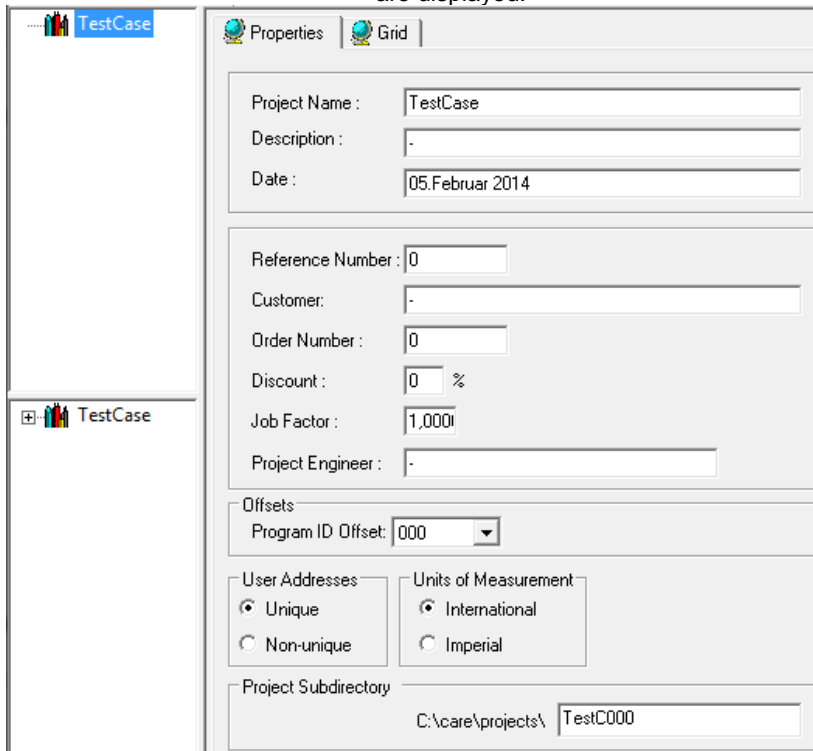 are displayed.
TestCase
Properties
Grid
Project Name : TestCase
Description : -
Date : 05.Februar 2014
Reference Number : 0
Customer: -
Order Number : 0
Discount : 0 %
Job Factor : 1,000
Project Engineer : -
TestCase
Offsets
Program ID Offset: 000
User Addresses
Unique
Non-unique
Units of Measurement
International
Imperial
Project Subdirectory
C:\care\projects\ TestC000